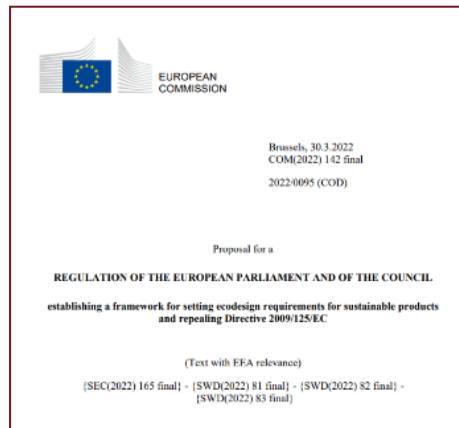 EUROPEAN
COMMISSION
Brussels, 30.3.2022
COM(2022) 142 final
2022/0095 (COD)
Proposal for a
REGULATION OF THE EUROPEAN PARLIAMENT AND OF THE COUNCIL
establishing a framework for setting ecodesign requirements for sustainable products
and repealing Directive 2009/125/EC
(Text with EEA relevance)
{SEC(2022) 165 final} - {SWD(2022) 81 final} - {SWD(2022) 82 final} -
{SWD(2022) 83 final}